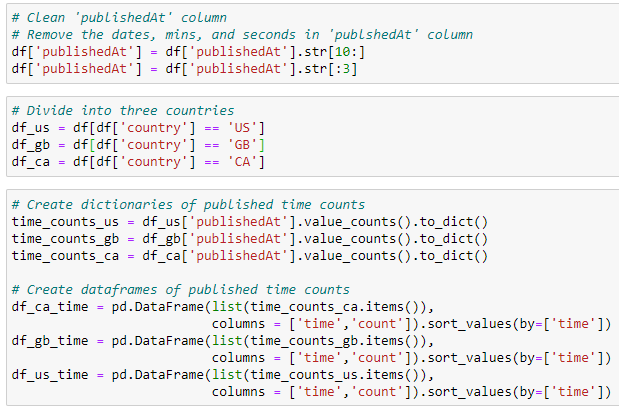 # Clean 'publishedAt' column
# Remove the dates, mins, and seconds in 'publshedAt' column
df['publishedAt'] = df['publishedAt'].str[10:]
df['publishedAt'] = df['publishedAt'].str[:3]
# Divide into three countries
df_us = df[df['country'] == 'US']
df_gb = df[df['country'] == 'GB']
df_ca = df[df['country'] == 'CA']
# Create dictionaries of published time counts
time_counts_us = df_us['publishedAt'].value_counts().to_dict()
time_counts_gb = df_gb['publishedAt'].value_counts().to_dict()
time_counts_ca = df_ca['publishedAt'].value_counts().to_dict()
# Create dataframes of published time counts
df_ca_time = pd.DataFrame(list(time_counts_ca.items()),
columns = ['time','count']).sort_values(by=['time'])
df_gb_time = pd.DataFrame(list(time_counts_gb.items()),
columns = ['time','count']).sort_values(by=['time'])
df_us_time = pd.DataFrame(list(time_counts_us.items()),
columns = ['time','count']).sort_values(by=['time'])